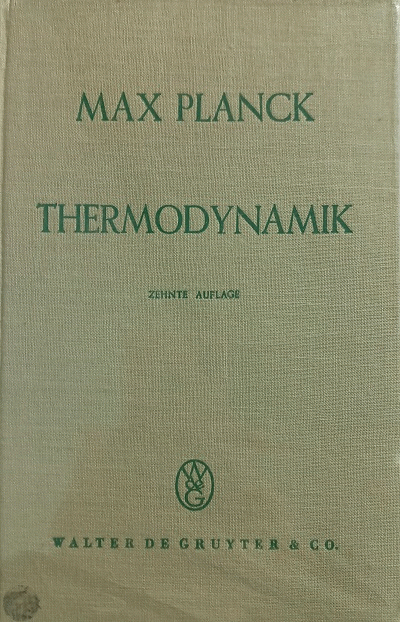 MAX PLANCK
THERMODYNAMIK
ZEHNTE AUFLAGE
W
&
G
WALTER DE GRUYTER & CO.